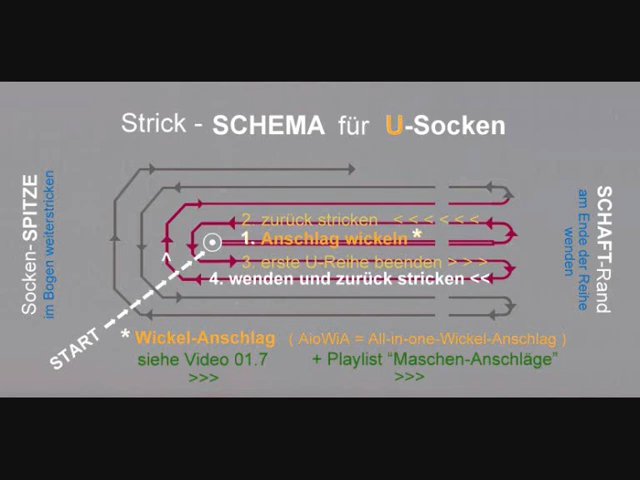 Strick - SCHEMA für U-Socken
Socken-SPITZE
im Bogen weiterstricken
SCHAFT-Rand
am Ende der Reihe
wenden
2. zurück stricken < < < < < <
1. Anschlag wickeln *
3. erste U-Reihe beenden > > >
4. wenden und zurück stricken <<
START
* Wickel-Anschlag ( AioWiA = All-in-one-Wickel-Anschlag )
siehe Video 01.7 + Playlist “Maschen-Anschläge”
>>> >>>